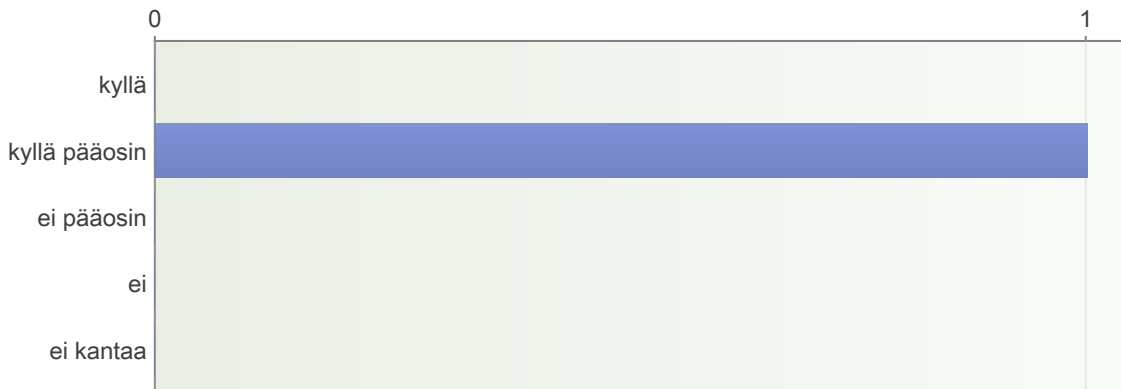 0 1
kyllä
kyllä pääosin
ei pääosin
ei
ei kantaa